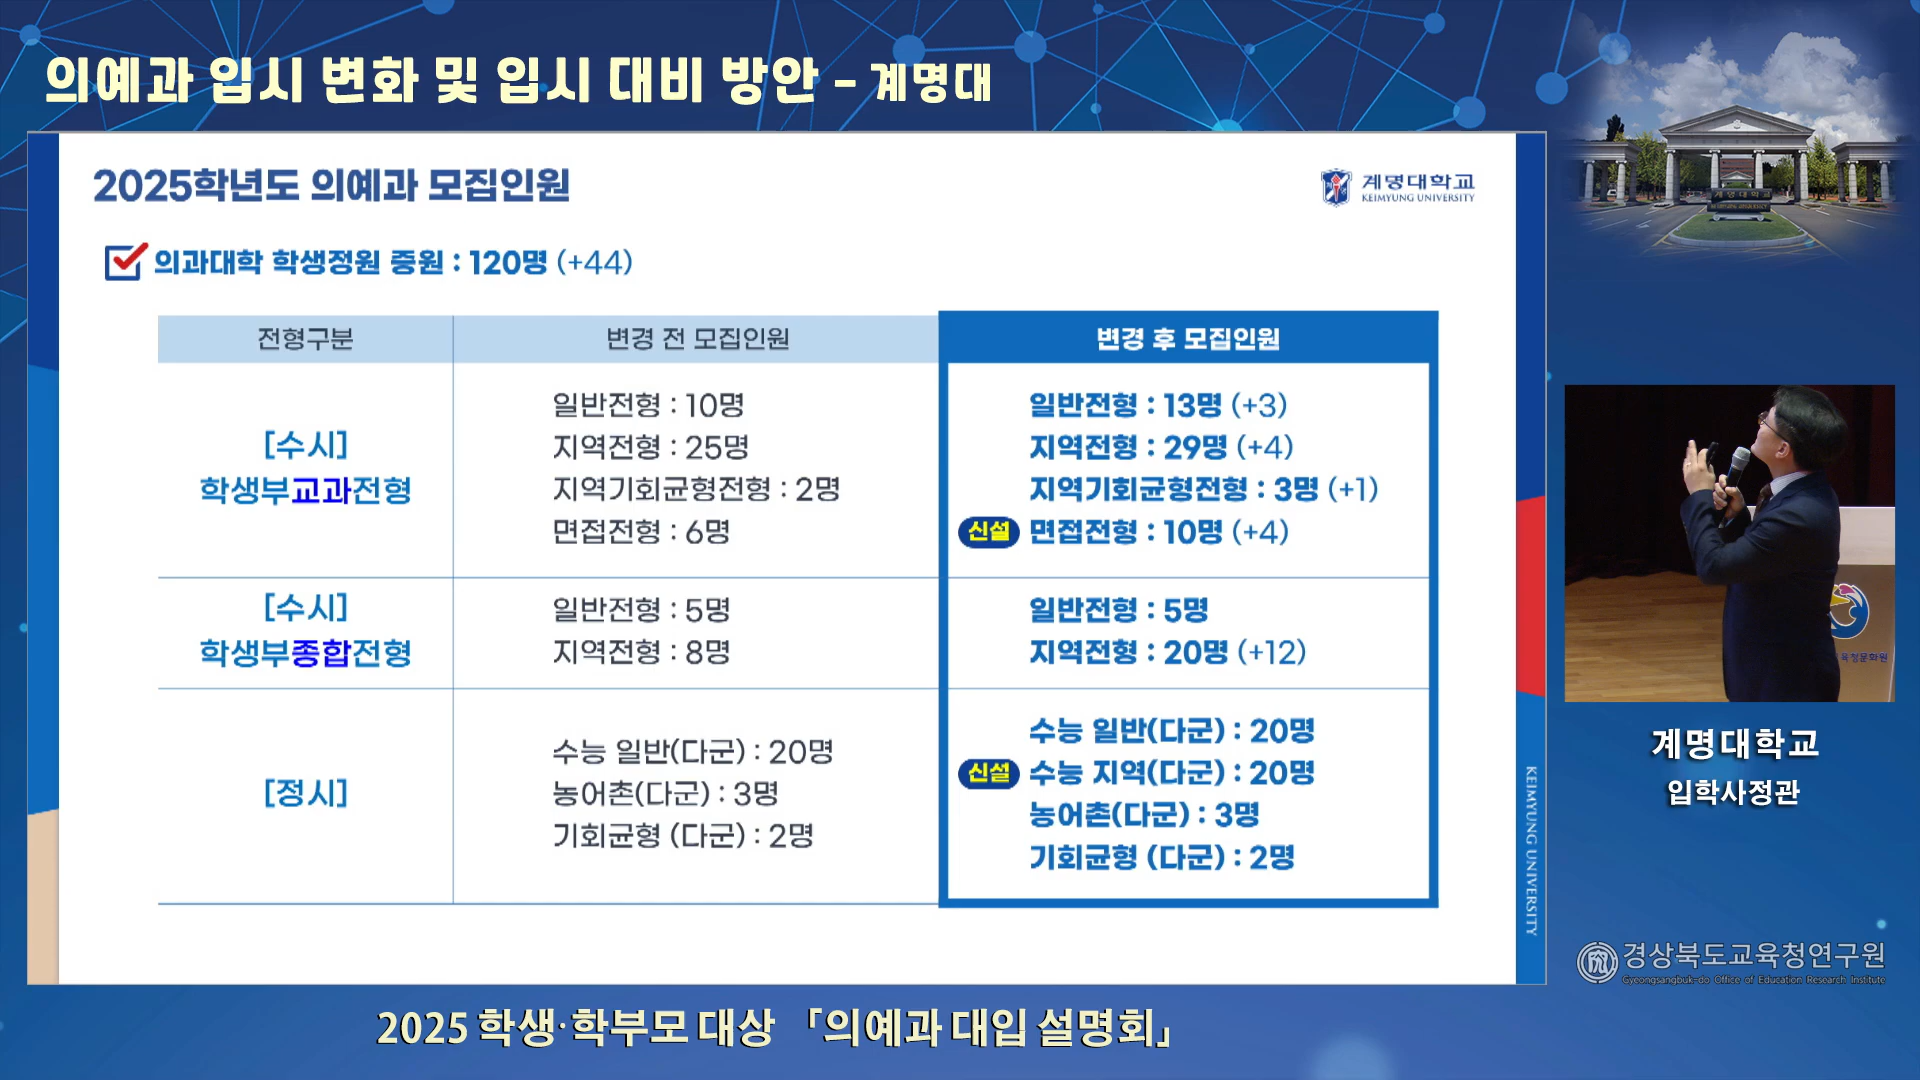 의예과 입시 변화 및 입시 대비 방안 - 계명대
2025학년도 의예과 모집인원
계명대학교
KEIMYUNG UNIVERSITY
의과대학 학생정원 증원 : 120명 (+44)
전형구분
변경 전 모집인원
변경 후 모집인원
[수시]
학생부교과전형
일반전형 : 10명
지역전형 : 25명
지역기회균형전형 : 2명
면접전형 : 6명
일반전형 : 13명 (+3)
지역전형 : 29명 (+4)
지역기회균형전형 : 3명 (+1)
신설 면접전형 : 10명 (+4)
[수시]
학생부종합전형
일반전형 : 5명
지역전형 : 8명
일반전형 : 5명
지역전형 : 20명 (+12)
[정시]
수능 일반(다군) : 20명
농어촌(다군) : 3명
기회균형 (다군) : 2명
수능 일반(다군) : 20명
신설 수능 지역(다군) : 20명
농어촌(다군) : 3명
기회균형 (다군) : 2명
KEIMYUNG UNIVERSITY
계명대학교
입학사정관
경상북도교육청연구원
Gyeongsangbuk-do Office of Education Research Institute
2025 학생·학부모 대상 「의예과 대입 설명회」